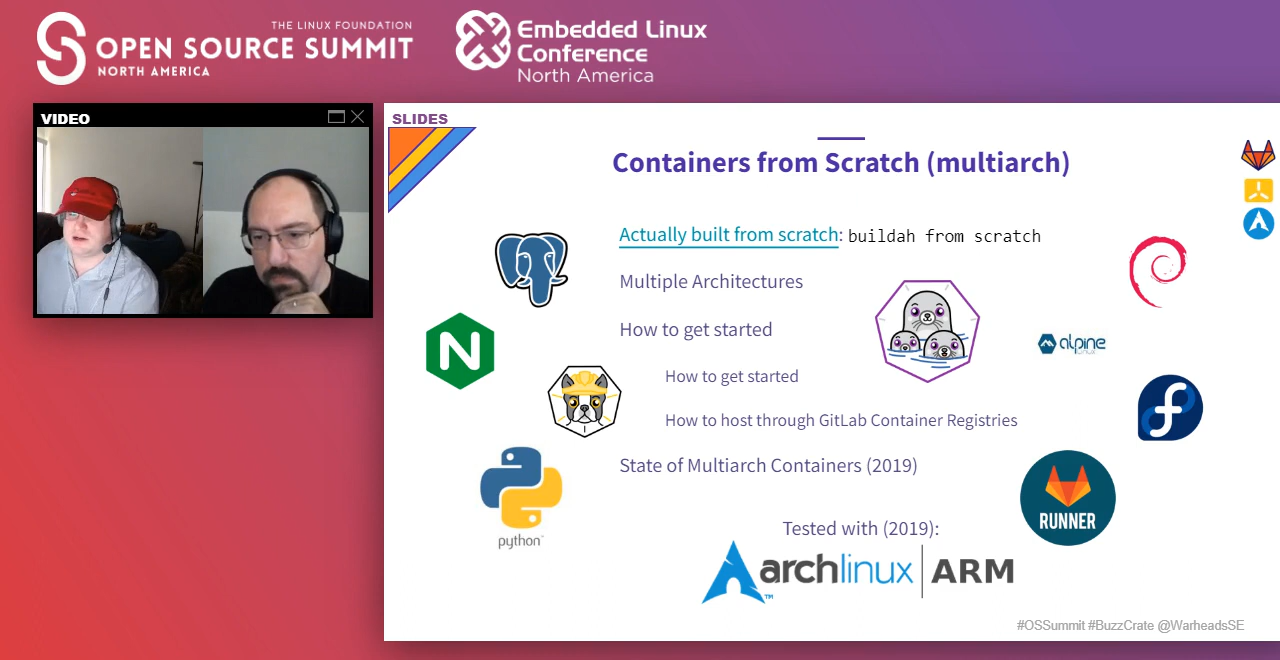 THE LINUX FOUNDATION
OPEN SOURCE SUMMIT
NORTH AMERICA
Embedded Linux
Conference
North America
VIDEO
SLIDES
Containers from Scratch (multiarch)
Actually built from scratch: buildah from scratch
Multiple Architectures
How to get started
How to get started
How to host through GitLab Container Registries
State of Multiarch Containers (2019)
Tested with (2019):
N
python™
alpine
LINUX
RUNNER
archlinux™ | ARM
#OSSummit #BuzzCrate @WarheadsSE